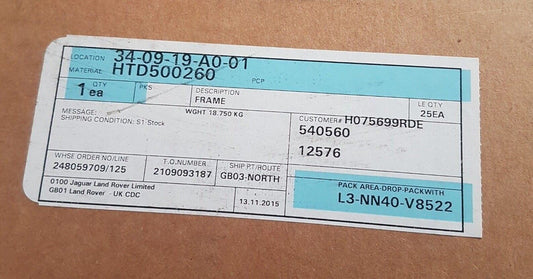 LOCATION 34-09-19-A0-01
MATERIAL: HTD500260
PCP
QTY PKS DESCRIPTION LE QTY
1 ea FRAME 25EA
WGHT 18.750 KG
MESSAGE: CUSTOMER# H075699RDE
SHIPPING CONDITION: S1-Stock 540560
12576
WHSE ORDER NO/LINE T.O.NUMBER SHIP PT/ROUTE
248059709/125 2109093187 GB03-NORTH
PACK AREA-DROP-PACKWITH
0100 Jaguar Land Rover Limited L3-NN40-V8522
GB01 Land Rover - UK CDC 13.11.2015